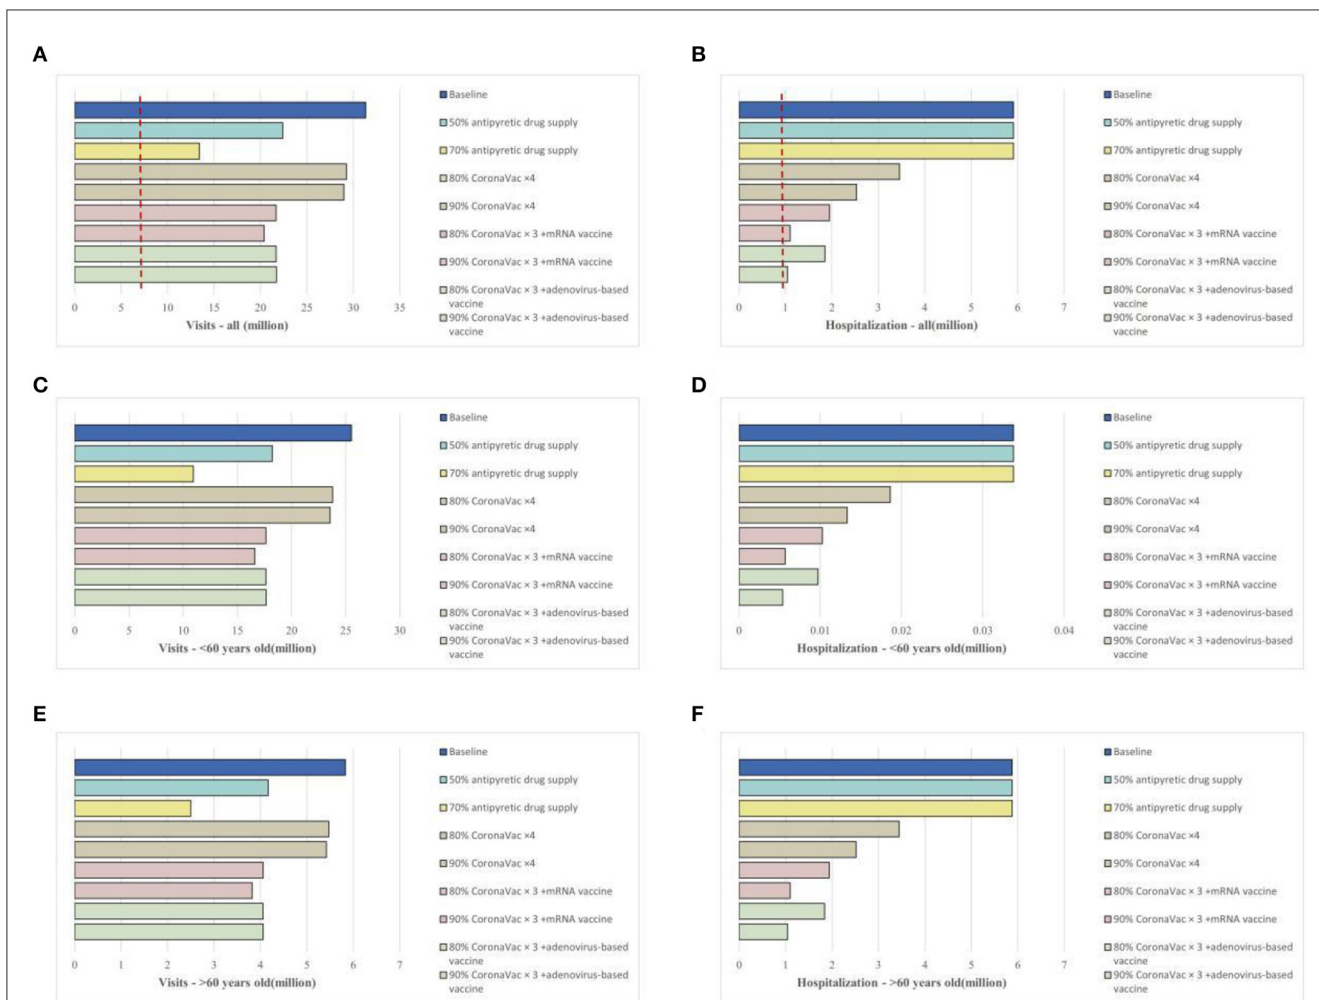 A
Baseline
50% antipyretic drug supply
70% antipyretic drug supply
80% CoronaVac ×4
90% CoronaVac ×4
80% CoronaVac × 3 +mRNA vaccine
90% CoronaVac × 3 +mRNA vaccine
80% CoronaVac × 3 +adenovirus-based
vaccine
90% CoronaVac × 3 +adenovirus-based
vaccine
0 5 10 15 20 25 30 35
Visits - all (million)
B
Baseline
50% antipyretic drug supply
70% antipyretic drug supply
80% CoronaVac ×4
90% CoronaVac ×4
80% CoronaVac × 3 +mRNA vaccine
90% CoronaVac × 3 +mRNA vaccine
80% CoronaVac × 3 +adenovirus-based
vaccine
90% CoronaVac × 3 +adenovirus-based vaccine
vaccine
0 1 2 3 4 5 6 7
Hospitalization - all(million)
C
Baseline
50% antipyretic drug supply
70% antipyretic drug supply
80% CoronaVac ×4
90% CoronaVac ×4
80% CoronaVac × 3 +mRNA vaccine
90% CoronaVac × 3 +mRNA vaccine
80% CoronaVac × 3 +adenovirus-based
vaccine
90% CoronaVac × 3 +adenovirus-based
vaccine
0 5 10 15 20 25 30
Visits - <60 years old(million)
D
Baseline
50% antipyretic drug supply
70% antipyretic drug supply
80% CoronaVac ×4
90% CoronaVac ×4
80% CoronaVac × 3 +mRNA vaccine
90% CoronaVac × 3 +mRNA vaccine
80% CoronaVac × 3 +adenovirus-based
vaccine
90% CoronaVac × 3 +adenovirus-based
vaccine
0 0.01 0.02 0.03 0.04
Hospitalization - <60 years old(million)
E
Baseline
50% antipyretic drug supply
70% antipyretic drug supply
80% CoronaVac ×4
90% CoronaVac ×4
80% CoronaVac × 3 +mRNA vaccine
90% CoronaVac × 3 +mRNA vaccine
80% CoronaVac × 3 +adenovirus-based
vaccine
90% CoronaVac × 3 +adenovirus-based
vaccine
0 1 2 3 4 5 6 7
Visits - >60 years old(million)
F
Baseline
50% antipyretic drug supply
70% antipyretic drug supply
80% CoronaVac ×4
90% CoronaVac ×4
80% CoronaVac × 3 +mRNA vaccine
90% CoronaVac × 3 +mRNA vaccine
80% CoronaVac × 3 +adenovirus-based
vaccine
90% CoronaVac × 3 +adenovirus-based
vaccine
0 1 2 3 4 5 6 7
Hospitalization - >60 years old(million)